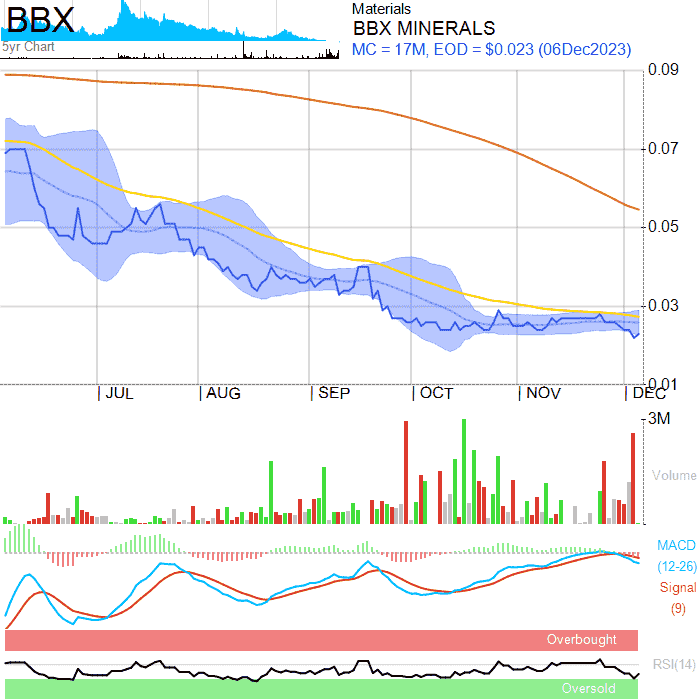 BBX
5yr Chart
Materials
BBX MINERALS
MC = 17M, EOD = $0.023 (06Dec2023)
0.09
0.07
0.05
0.03
0.01
JUL
AUG
SEP
OCT
NOV
DEC
3M
Volume
MACD
(12-26)
Signal
(9)
Overbought
RSI(14)
Oversold